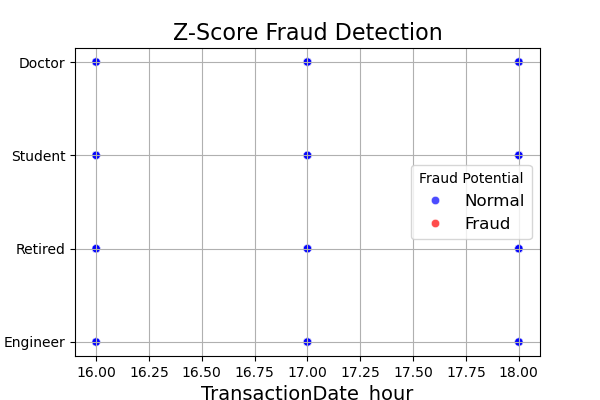 Z-Score Fraud Detection
Doctor
Student
Retired
Engineer
Fraud Potential
Normal
Fraud
16.00 16.25 16.50 16.75 17.00 17.25 17.50 17.75 18.00
TransactionDate_hour